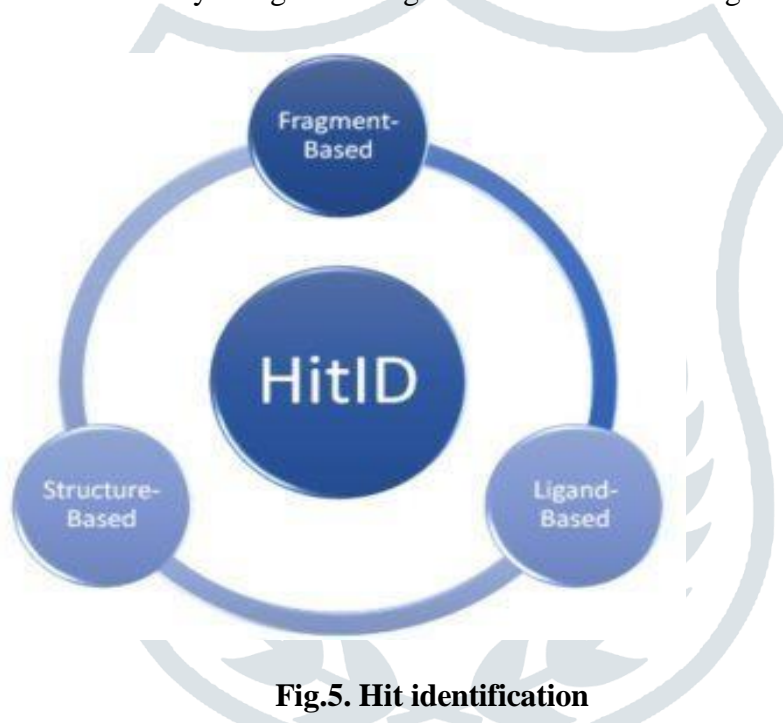 Fragment-
Based
HitID
Structure-
Based
Ligand-
Based
Fig.5. Hit identification